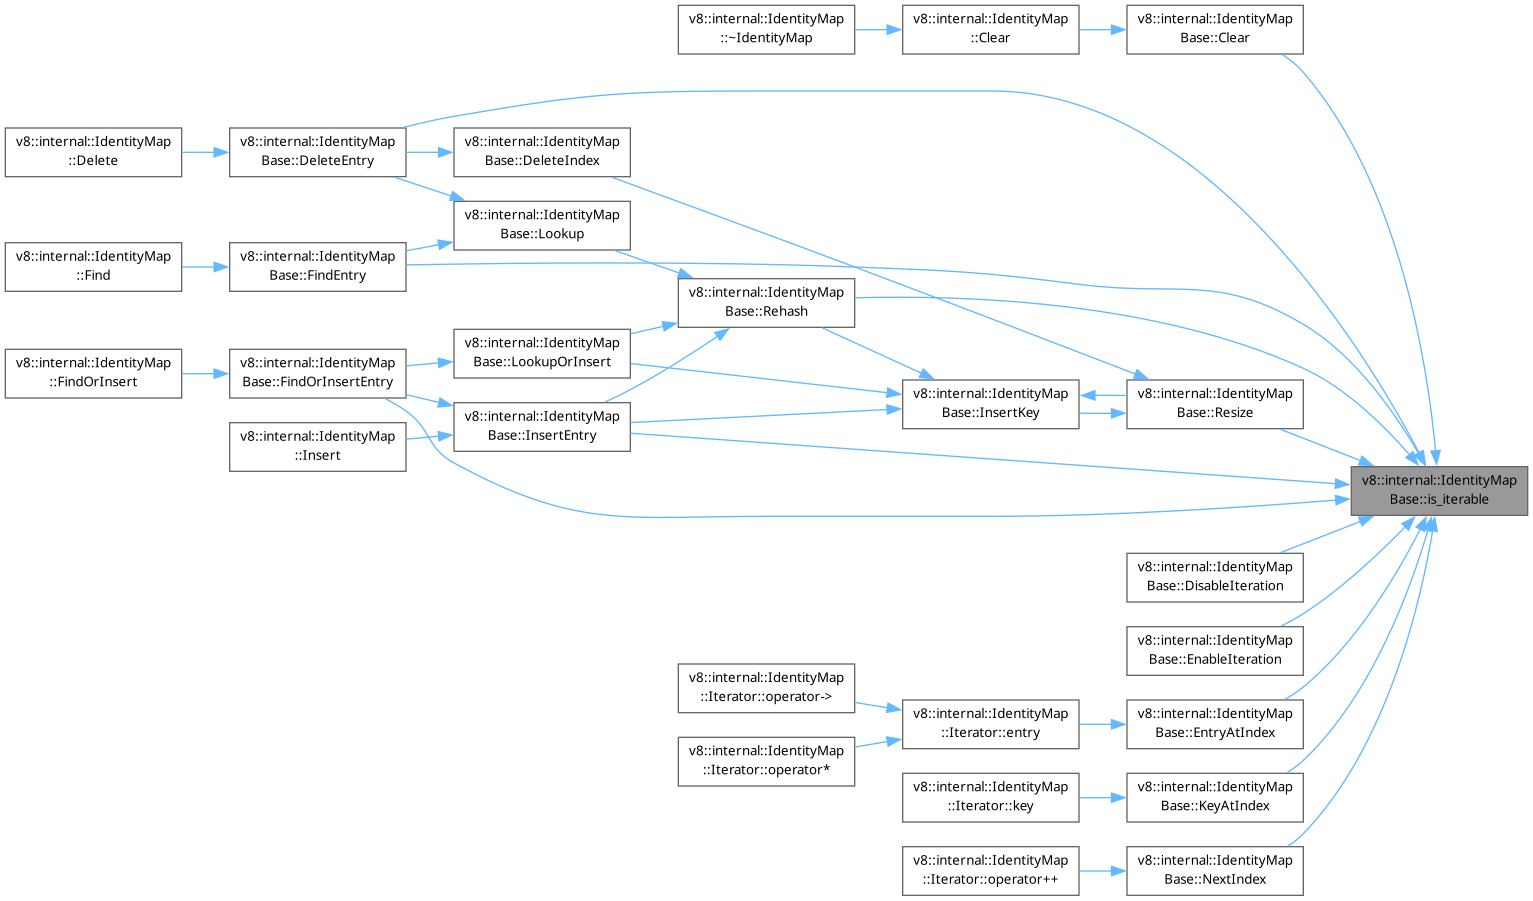 v8::internal::IdentityMap
::~IdentityMap
v8::internal::IdentityMap
::Clear
v8::internal::IdentityMap
Base::Clear
v8::internal::IdentityMap
::Delete
v8::internal::IdentityMap
Base::DeleteEntry
v8::internal::IdentityMap
Base::DeleteIndex
v8::internal::IdentityMap
Base::Lookup
v8::internal::IdentityMap
::Find
v8::internal::IdentityMap
Base::FindEntry
v8::internal::IdentityMap
Base::Rehash
v8::internal::IdentityMap
::FindOrInsert
v8::internal::IdentityMap
Base::FindOrInsertEntry
v8::internal::IdentityMap
Base::LookupOrInsert
v8::internal::IdentityMap
Base::InsertKey
v8::internal::IdentityMap
Base::Resize
v8::internal::IdentityMap
::Insert
v8::internal::IdentityMap
Base::InsertEntry
v8::internal::IdentityMap
Base::is_iterable
v8::internal::IdentityMap
Base::DisableIteration
v8::internal::IdentityMap
Base::EnableIteration
v8::internal::IdentityMap
::Iterator::operator->
v8::internal::IdentityMap
::Iterator::entry
v8::internal::IdentityMap
Base::EntryAtIndex
v8::internal::IdentityMap
::Iterator::operator*
v8::internal::IdentityMap
::Iterator::key
v8::internal::IdentityMap
Base::KeyAtIndex
v8::internal::IdentityMap
::Iterator::operator++
v8::internal::IdentityMap
Base::NextIndex